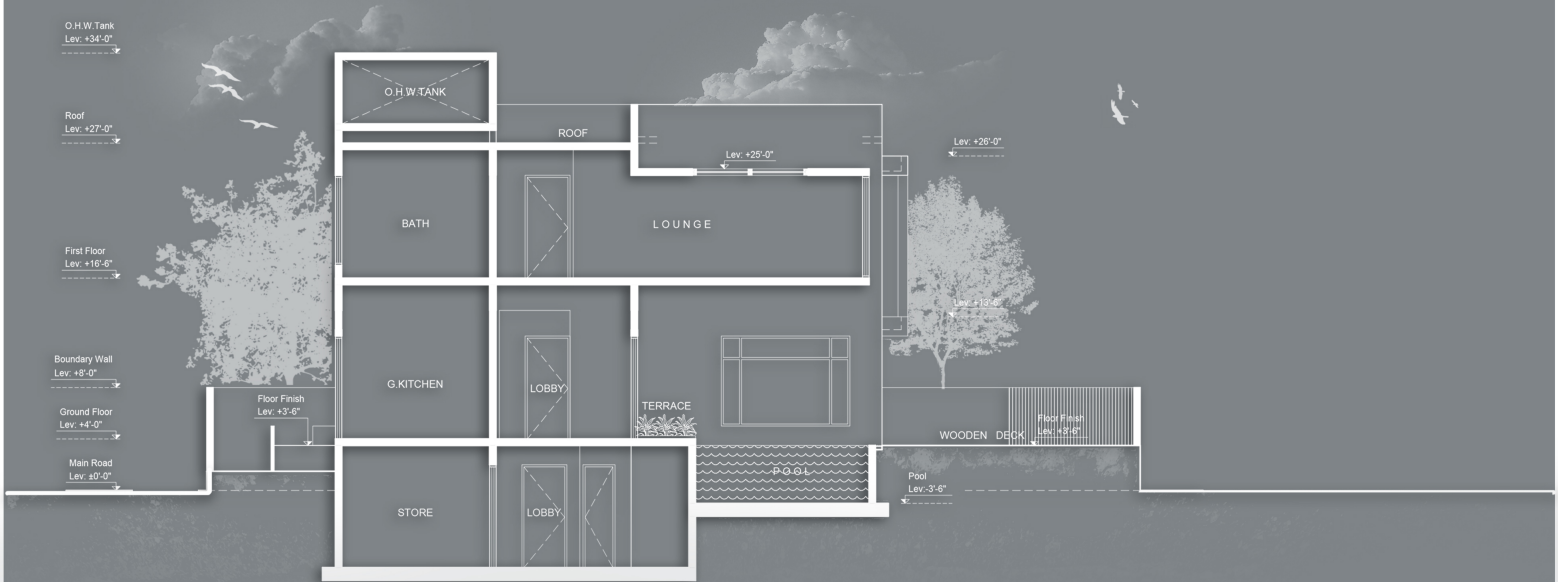 O.H.W.Tank
Lev: +34'-0"
O.H.W.TANK
Roof
Lev: +27'-0"
ROOF
Lev: +26'-0"
Lev: +25'-0"
BATH
LOUNGE
First Floor
Lev: +16'-6"
Lev: +13'-6"
Boundary Wall
Lev: +8'-0"
G.KITCHEN
LOBBY
Floor Finish
Lev: +3'-6"
TERRACE
Ground Floor
Lev: +4'-0"
Floor Finish
Lev: +3'-6"
WOODEN DECK
Main Road
Lev: ±0'-0"
POOL
Pool
Lev:-3'-6"
STORE
LOBBY